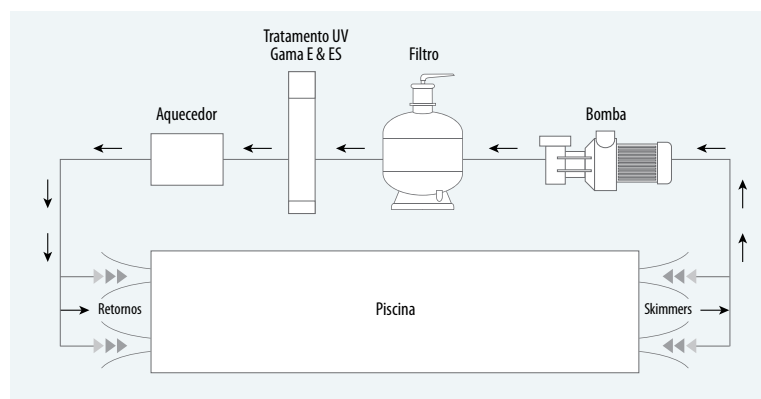 Tratamento UV
Gama E & ES
Filtro
Aquecedor
Bomba
Retornos
Piscina
Skimmers